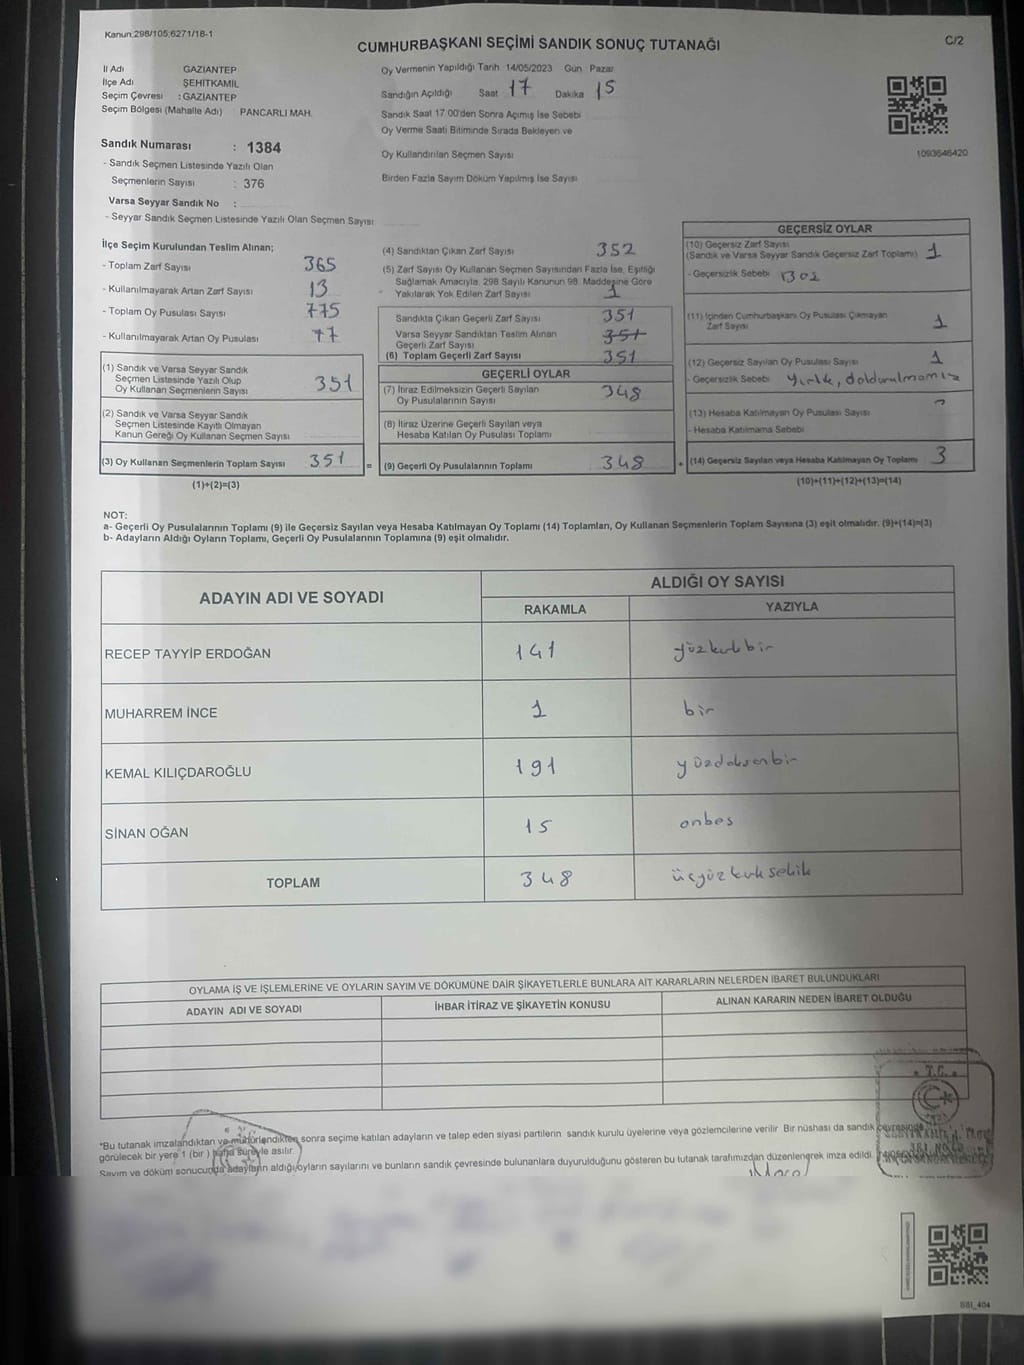 Kanun:298/105,6271/18-1
C/2
CUMHURBAŞKANI SEÇİMİ SANDIK SONUÇ TUTANAĞI
İl Adı GAZİANTEP
İlçe Adı ŞEHİTKAMİL
Seçim Çevresi : GAZİANTEP
Seçim Bölgesi (Mahalle Adı) PANCARLI MAH.
Sandık Numarası : 1384
- Sandık Seçmen Listesinde Yazılı Olan
Seçmenlerin Sayısı : 376
Varsa Seyyar Sandık No :
- Seyyar Sandık Seçmen Listesinde Yazılı Olan Seçmen Sayısı
Oy Vermenin Yapıldığı Tarih 14/05/2023 Gün Pazar
Sandığın Açıldığı Saat 17 Dakika 15
Sandık Saat 17.00'den Sonra Açımış İse Sebebi
Oy Verme Saati Bitiminde Sırada Bekleyen ve
Oy Kullandırılan Seçmen Sayısı
Birden Fazla Sayım Döküm Yapılmış İse Sayısı
1093646420
İlçe Seçim Kurulundan Teslim Alınan;
- Toplam Zarf Sayısı 365
- Kullanılmayarak Artan Zarf Sayısı 13
- Toplam Oy Pusulası Sayısı 775
- Kullanılmayarak Artan Oy Pusulası 77
(1) Sandık ve Varsa Seyyar Sandık
Seçmen Listesinde Yazılı Olup
Oy Kullanan Seçmenlerin Sayısı 351
(2) Sandık ve Varsa Seyyar Sandık
Seçmen Listesinde Kayıtlı Olmayan
Kanun Gereği Oy Kullanan Seçmen Sayısı
(3) Oy Kullanan Seçmenlerin Toplam Sayısı 351
(1)+(2)=(3)
(4) Sandıktan Çıkan Zarf Sayısı 352
(5) Zarf Sayısı Oy Kullanan Seçmen Sayısından Fazla İse, Eşitliği
Sağlamak Amacıyla, 298 Sayılı Kanunun 98. Maddesine Göre
Yakılarak Yok Edilen Zarf Sayısı 1
Sandıkta Çıkan Geçerli Zarf Sayısı 351
Varsa Seyyar Sandıktan Teslim Alınan
Geçerli Zarf Sayısı 351
(6) Toplam Geçerli Zarf Sayısı 351
GEÇERLİ OYLAR
(7) İtiraz Edilmeksizin Geçerli Sayılan
Oy Pusulalarının Sayısı 348
(8) İtiraz Üzerine Geçerli Sayılan veya
Hesaba Katılan Oy Pusulası Toplamı
= (9) Geçerli Oy Pusulalarının Toplamı 348
GEÇERSİZ OYLAR
(10) Geçersiz Zarf Sayısı
(Sandık ve Varsa Seyyar Sandık Geçersiz Zarf Toplamı) 1
- Geçersizlik Sebebi 1302
(11) İçinden Cumhurbaşkanı Oy Pusulası Çıkmayan
Zarf Sayısı 1
(12) Geçersiz Sayılan Oy Pusulası Sayısı 1
- Geçersizlik Sebebi Yırtık, doldurulmamış
(13) Hesaba Katılmayan Oy Pusulası Sayısı
- Hesaba Katılmama Sebebi
+ (14) Geçersiz Sayılan veya Hesaba Katılmayan Oy Toplamı 3
(10)+(11)+(12)+(13)=(14)
NOT:
a- Geçerli Oy Pusulalarının Toplamı (9) ile Geçersiz Sayılan veya Hesaba Katılmayan Oy Toplamı (14) Toplamları, Oy Kullanan Seçmenlerin Toplam Sayısına (3) eşit olmalıdır. (9)+(14)=(3)
b- Adayların Aldığı Oyların Toplamı, Geçerli Oy Pusulalarının Toplamına (9) eşit olmalıdır.
ADAYIN ADI VE SOYADI
ALDIĞI OY SAYISI
RAKAMLA YAZIYLA
RECEP TAYYİP ERDOĞAN 141 yüzkırkbir
MUHARREM İNCE 1 bir
KEMAL KILIÇDAROĞLU 191 yüzdoksanbir
SİNAN OĞAN 15 onbeş
TOPLAM 348 üçyüzkırksekiz
OYLAMA İŞ VE İŞLEMLERİNE VE OYLARIN SAYIM VE DÖKÜMÜNE DAİR ŞİKAYETLERLE BUNLARA AİT KARARLARIN NELERDEN İBARET BULUNDUKLARI
ADAYIN ADI VE SOYADI İHBAR İTİRAZ VE ŞİKAYETİN KONUSU ALINAN KARARIN NEDEN İBARET OLDUĞU
T.C.
*Bu tutanak imzalandıktan ve mühürlendikten sonra seçime katılan adayların ve talep eden siyasi partilerin sandık kurulu üyelerine veya gözlemcilerine verilir. Bir nüshası da sandık çevresinde
görülecek bir yere 1 (bir) hafta süreyle asılır.
Sayım ve döküm sonucunda adayların aldığı oyların sayılarını ve bunların sandık çevresinde bulunanlara duyurulduğunu gösteren bu tutanak tarafımızdan düzenlenerek imza edildi.
BBI_404